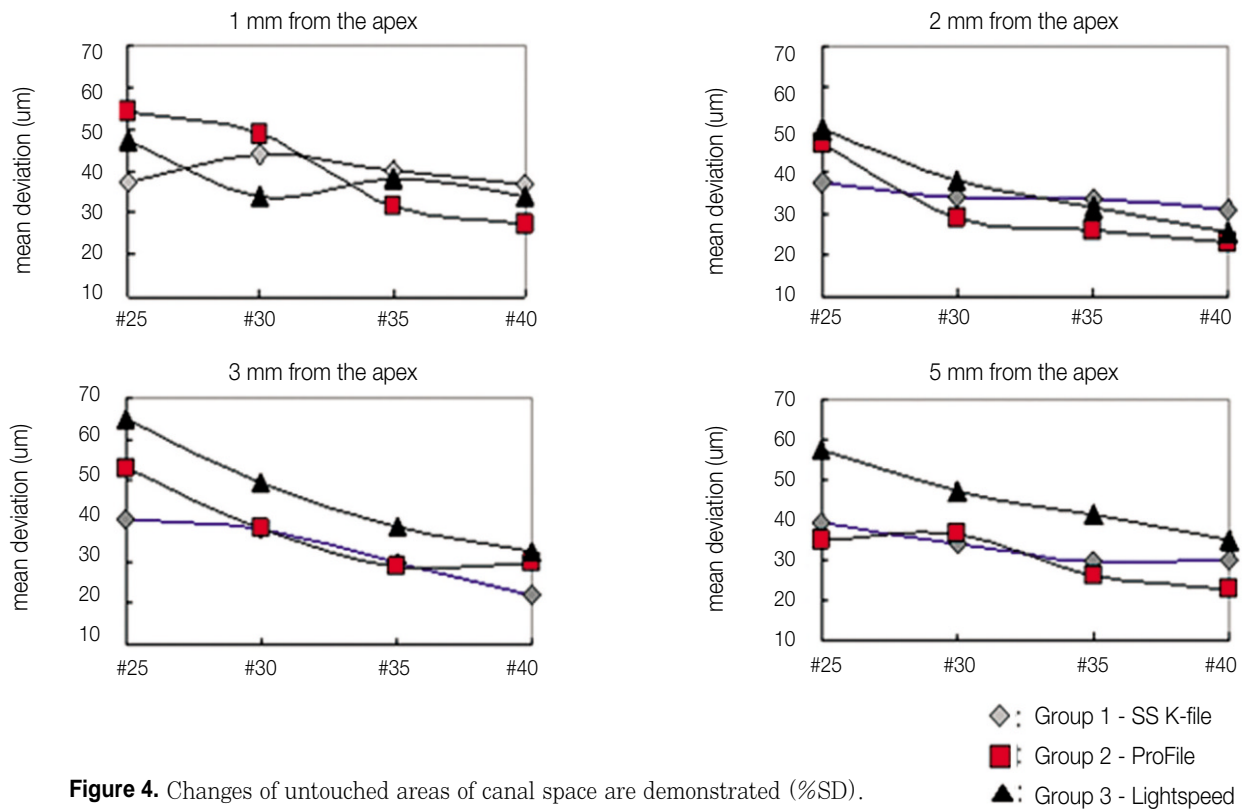 1 mm from the apex
mean deviation (um)
70
60
50
40
30
20
10
#25 #30 #35 #40
2 mm from the apex
mean deviation (um)
70
60
50
40
30
20
10
#25 #30 #35 #40
3 mm from the apex
mean deviation (um)
70
60
50
40
30
20
10
#25 #30 #35 #40
5 mm from the apex
mean deviation (um)
70
60
50
40
30
20
10
#25 #30 #35 #40
: Group 1 - SS K-file
: Group 2 - ProFile
: Group 3 - Lightspeed
Figure 4. Changes of untouched areas of canal space are demonstrated (%SD).